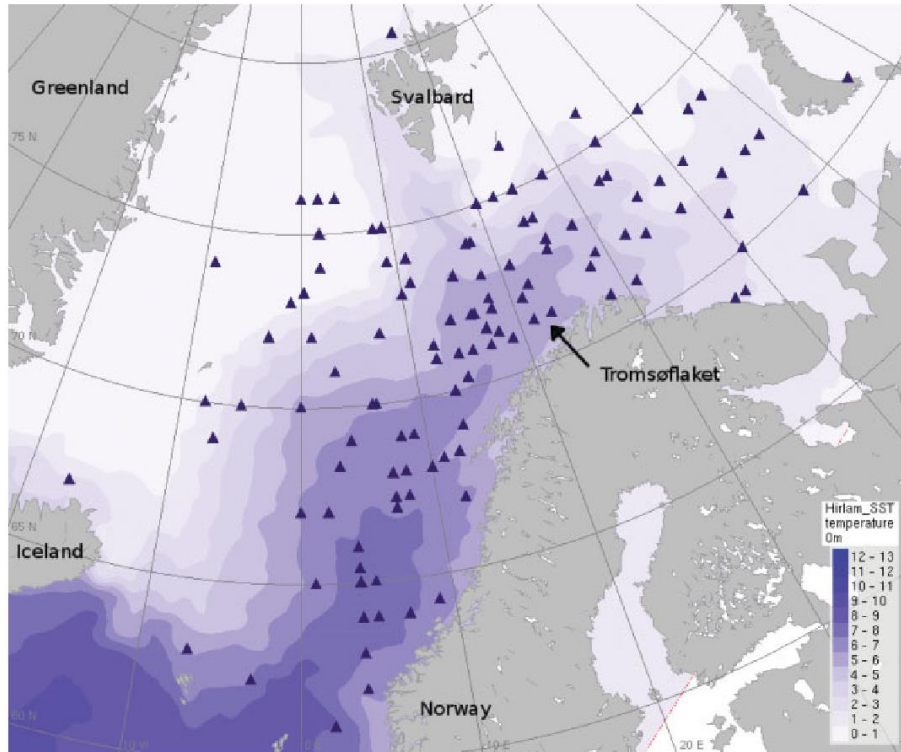 Greenland
Svalbard
75 N
70 N
Tromsøflaket
65 N
Iceland
Hirlam_SST
temperature
0m
12 - 13
11 - 12
10 - 11
9 - 10
8 - 9
7 - 8
6 - 7
5 - 6
4 - 5
3 - 4
2 - 3
1 - 2
0 - 1
Norway
60 N
10 W
10 E
20 E